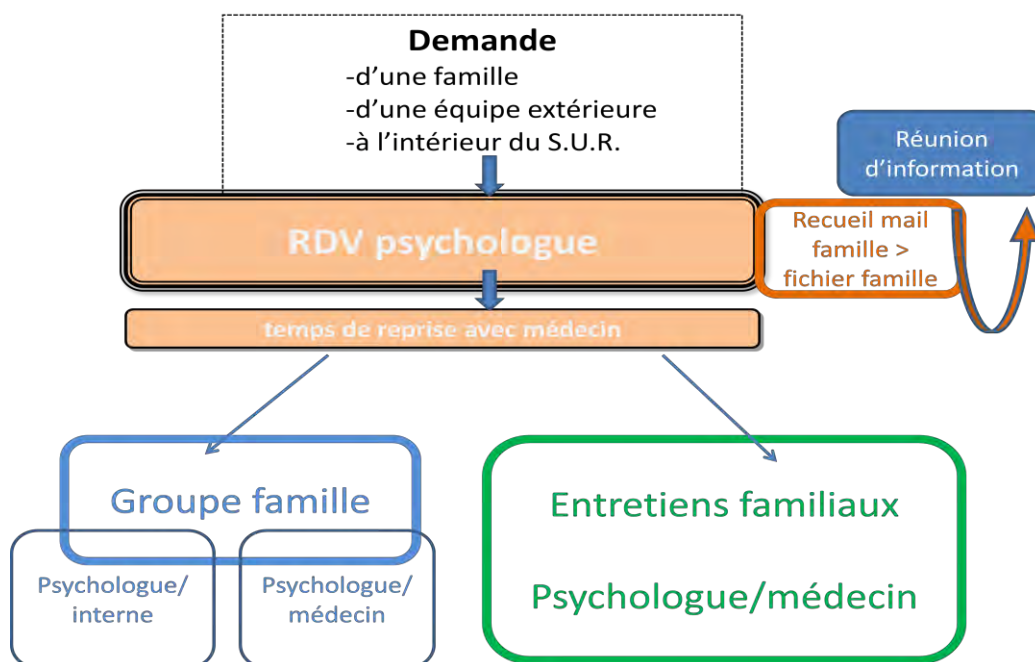 Demande
-d’une famille
-d’une équipe extérieure
-à l’intérieur du S.U.R.
Réunion
d’information
RDV psychologue
Recueil mail
famille >
fichier famille
temps de reprise avec médecin
Groupe famille
Psychologue/
interne
Psychologue/
médecin
Entretiens familiaux
Psychologue/médecin